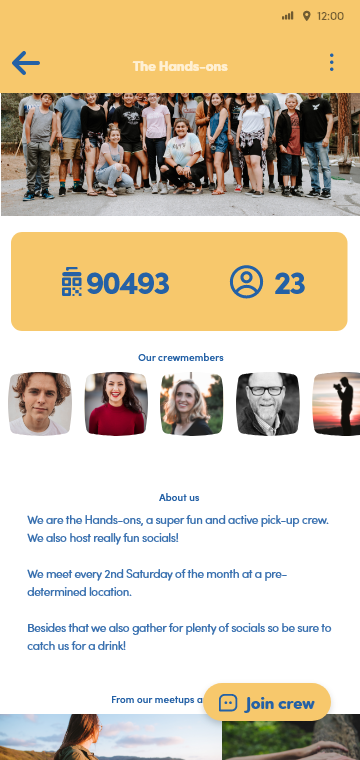 12:00
The Hands-ons
90493
23
Our crewmembers
About us
We are the Hands-ons, a super fun and active pick-up crew.
We also host really fun socials!
We meet every 2nd Saturday of the month at a pre-
determined location.
Besides that we also gather for plenty of socials so be sure to
catch us for a drink!
From our meetups a
Join crew